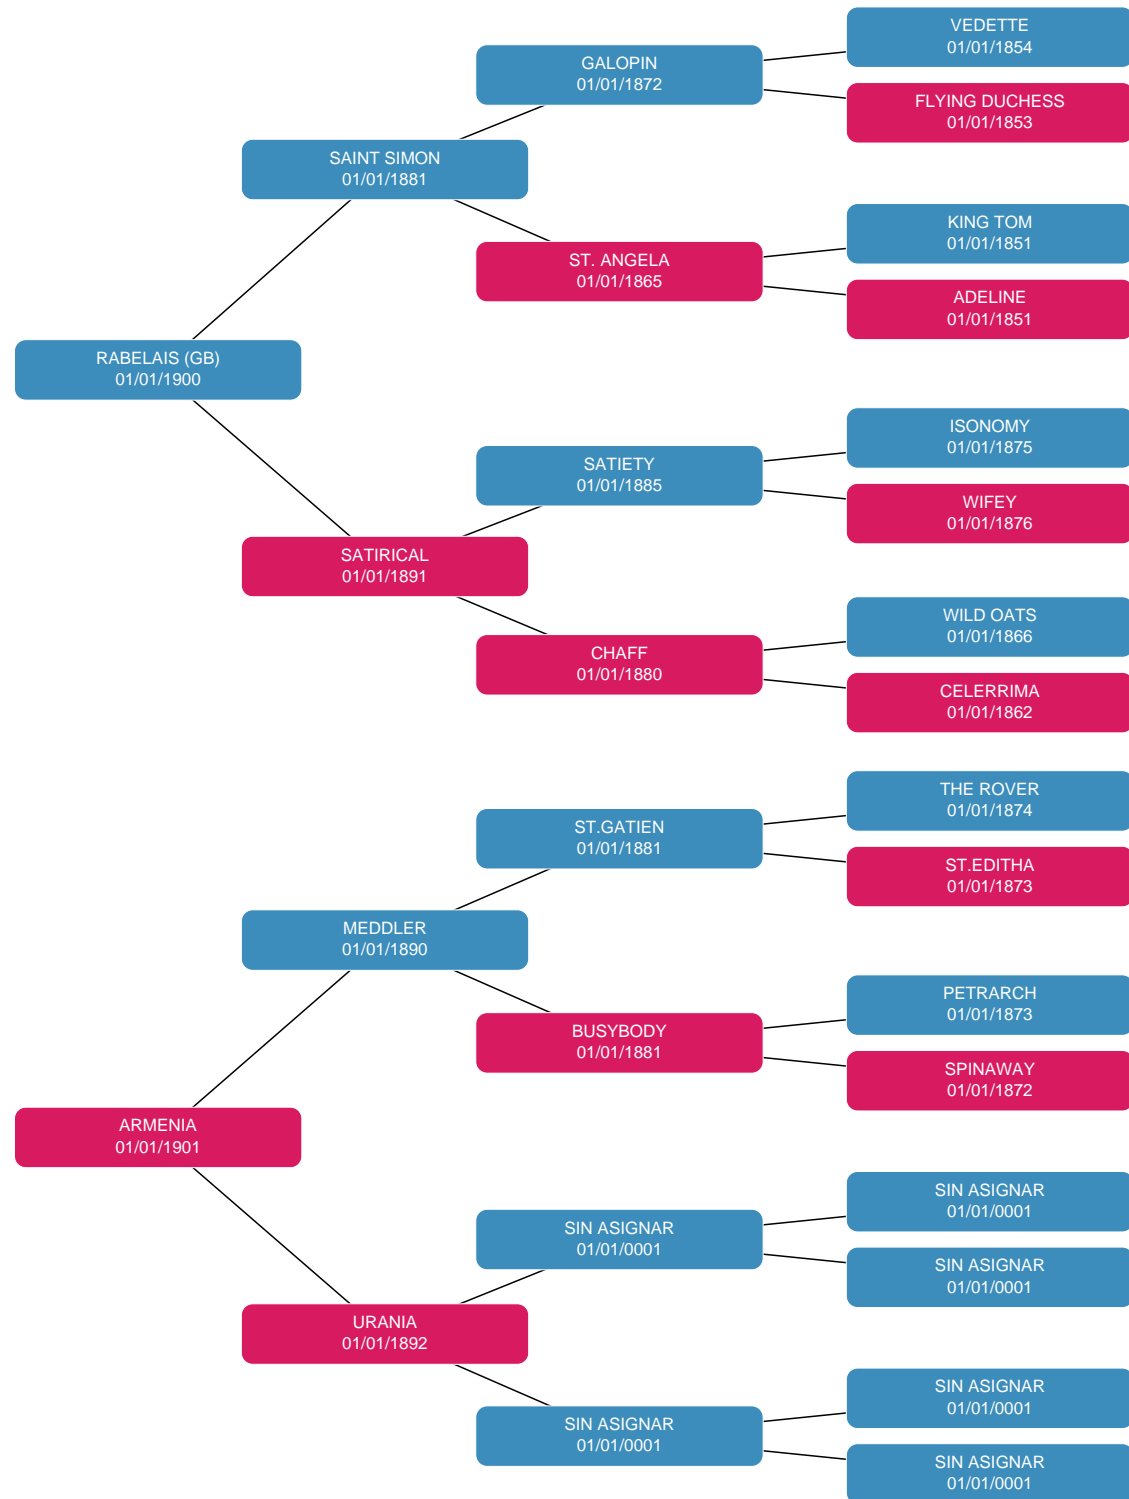 VEDETTE
01/01/1854
GALOPIN
01/01/1872
FLYING DUCHESS
01/01/1853
SAINT SIMON
01/01/1881
KING TOM
01/01/1851
ST. ANGELA
01/01/1865
ADELINE
01/01/1851
RABELAIS (GB)
01/01/1900
ISONOMY
01/01/1875
SATIETY
01/01/1885
WIFEY
01/01/1876
SATIRICAL
01/01/1891
WILD OATS
01/01/1866
CHAFF
01/01/1880
CELERRIMA
01/01/1862
THE ROVER
01/01/1874
ST.GATIEN
01/01/1881
ST.EDITHA
01/01/1873
MEDDLER
01/01/1890
PETRARCH
01/01/1873
BUSYBODY
01/01/1881
SPINAWAY
01/01/1872
ARMENIA
01/01/1901
SIN ASIGNAR
01/01/0001
SIN ASIGNAR
01/01/0001
SIN ASIGNAR
01/01/0001
URANIA
01/01/1892
SIN ASIGNAR
01/01/0001
SIN ASIGNAR
01/01/0001
SIN ASIGNAR
01/01/0001